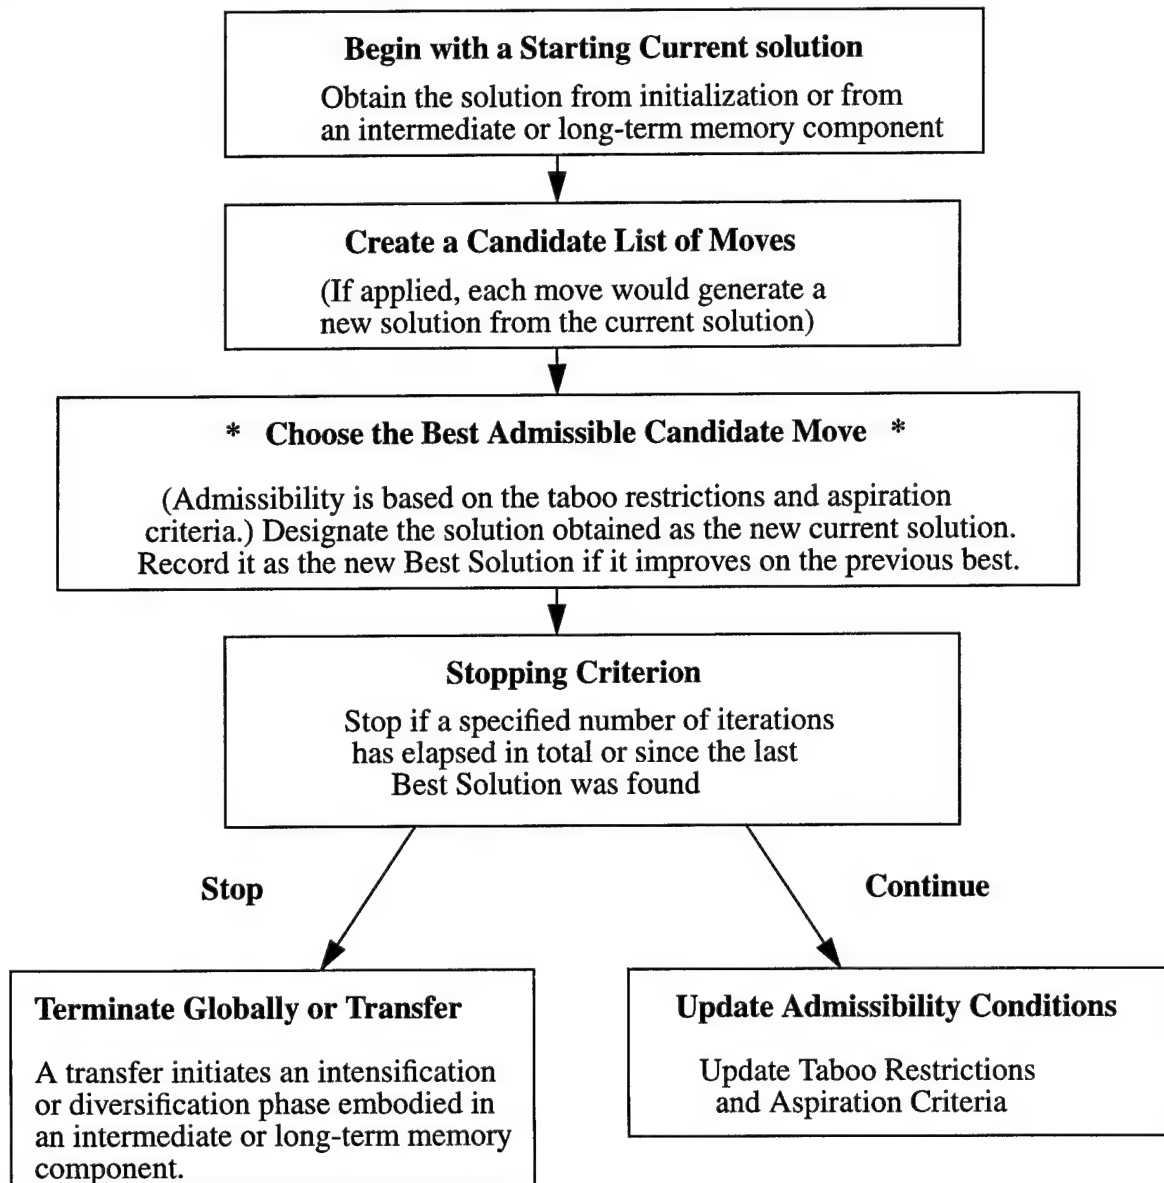 Begin with a Starting Current solution
Obtain the solution from initialization or from
an intermediate or long-term memory component
Create a Candidate List of Moves
(If applied, each move would generate a
new solution from the current solution)
* Choose the Best Admissible Candidate Move *
(Admissibility is based on the taboo restrictions and aspiration
criteria.) Designate the solution obtained as the new current solution.
Record it as the new Best Solution if it improves on the previous best.
Stopping Criterion
Stop if a specified number of iterations
has elapsed in total or since the last
Best Solution was found
Stop
Continue
Terminate Globally or Transfer
A transfer initiates an intensification
or diversification phase embodied in
an intermediate or long-term memory
component.
Update Admissibility Conditions
Update Taboo Restrictions
and Aspiration Criteria